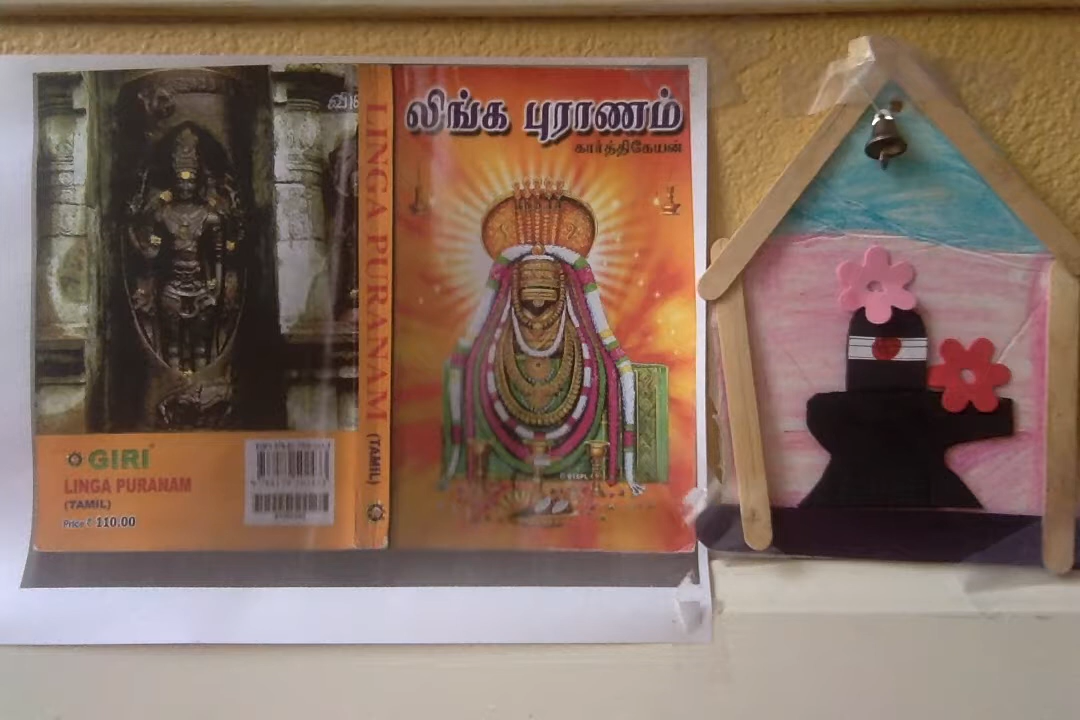 GIRI
LINGA PURANAM
(TAMIL)
Price ₹ 110.00
LINGA PURANAM (TAMIL)
லிங்க புராணம்
கார்த்திகேயன்